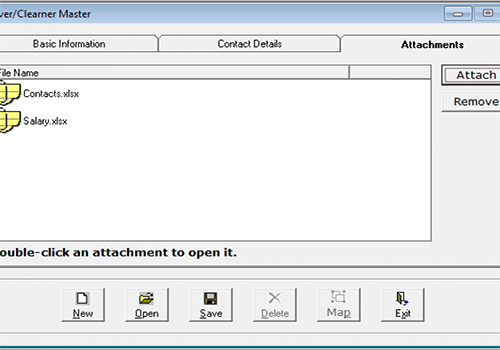 ver/Clearner Master
Basic Information
Contact Details
Attachments
File Name
Attach
Contacts.xlsx
Remove
Salary.xlsx
ouble-click an attachment to open it.
New
Open
Save
Delete
Map
Exit